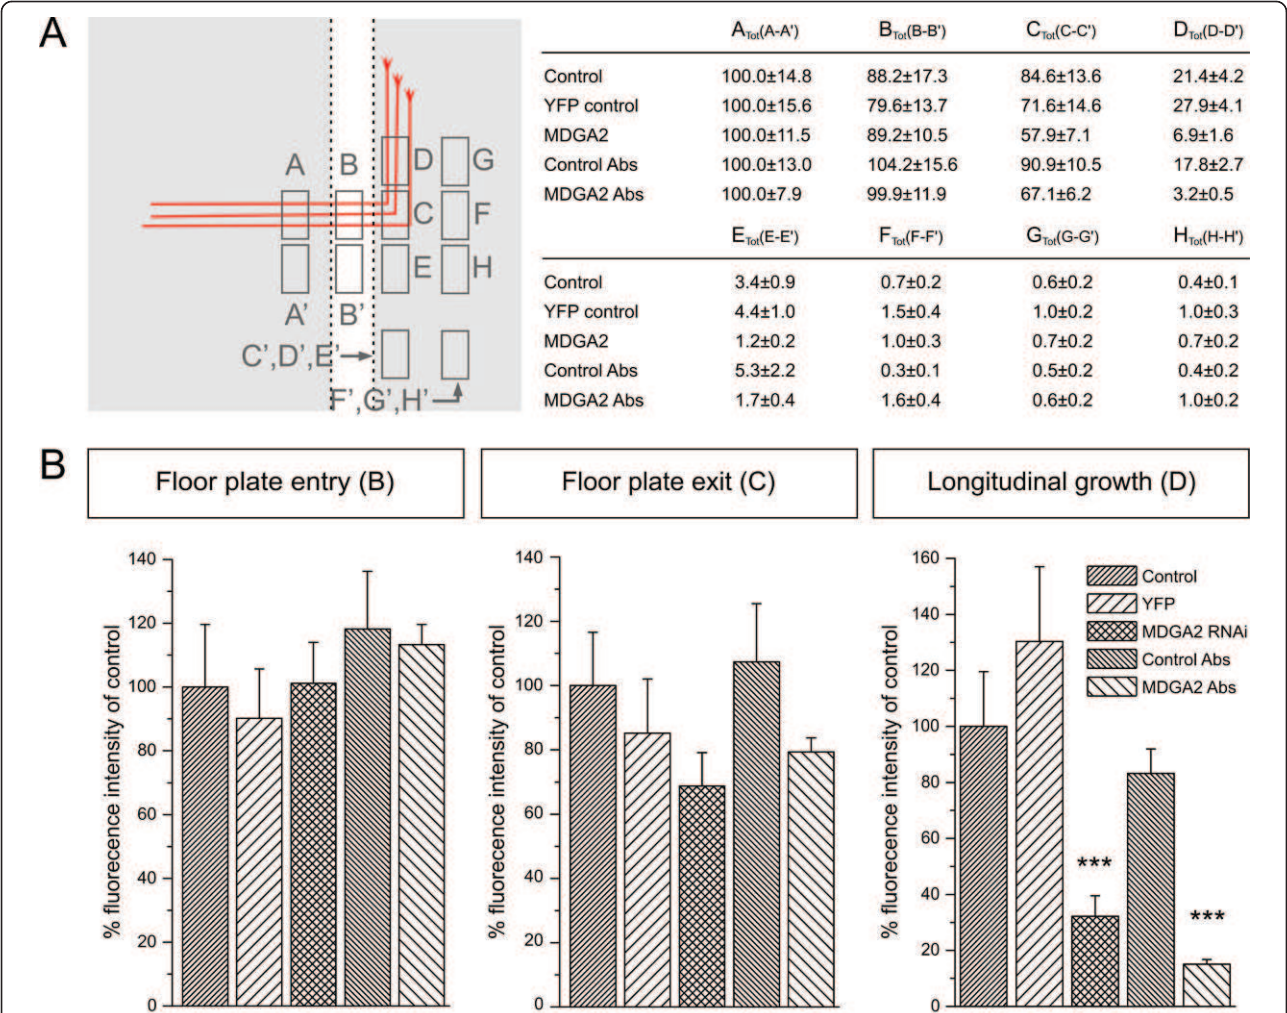 A
A_Tot(A-A') B_Tot(B-B') C_Tot(C-C') D_Tot(D-D')
Control 100.0±14.8 88.2±17.3 84.6±13.6 21.4±4.2
YFP control 100.0±15.6 79.6±13.7 71.6±14.6 27.9±4.1
MDGA2 100.0±11.5 89.2±10.5 57.9±7.1 6.9±1.6
Control Abs 100.0±13.0 104.2±15.6 90.9±10.5 17.8±2.7
MDGA2 Abs 100.0±7.9 99.9±11.9 67.1±6.2 3.2±0.5
E_Tot(E-E') F_Tot(F-F') G_Tot(G-G') H_Tot(H-H')
Control 3.4±0.9 0.7±0.2 0.6±0.2 0.4±0.1
YFP control 4.4±1.0 1.5±0.4 1.0±0.2 1.0±0.3
MDGA2 1.2±0.2 1.0±0.3 0.7±0.2 0.7±0.2
Control Abs 5.3±2.2 0.3±0.1 0.5±0.2 0.4±0.2
MDGA2 Abs 1.7±0.4 1.6±0.4 0.6±0.2 1.0±0.2
A B D G
C F
E H
A' B'
C',D',E'
F',G',H'
B
Floor plate entry (B)
% fluorecence intensity of control
140
120
100
80
60
40
20
0
Floor plate exit (C)
% fluorecence intensity of control
140
120
100
80
60
40
20
0
Longitudinal growth (D)
% fluorecence intensity of control
160
140
120
100
80
60
40
20
0
***
***
Control
YFP
MDGA2 RNAi
Control Abs
MDGA2 Abs